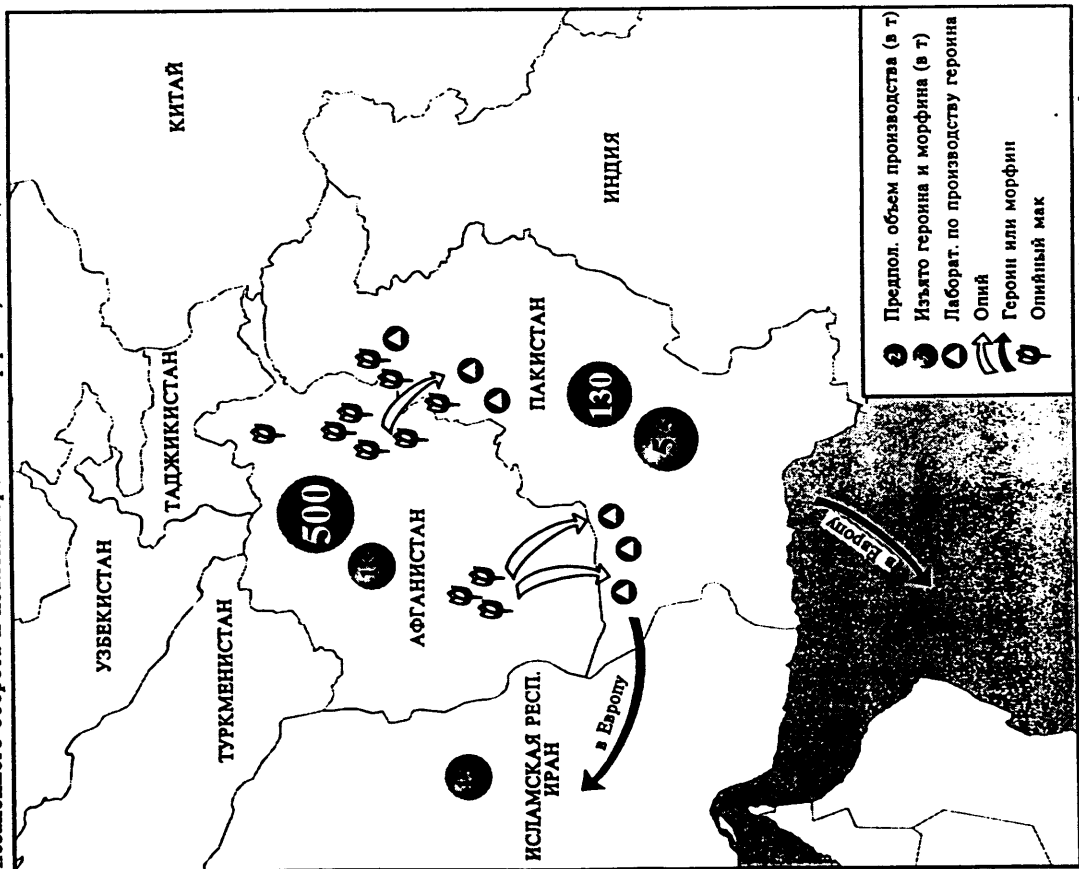 КИТАЙ
ТАДЖИКИСТАН
УЗБЕКИСТАН
ТУРКМЕНИСТАН
500
АФГАНИСТАН
ИНДИЯ
ПАКИСТАН
130
5
ИСЛАМСКАЯ РЕСП.
ИРАН
в Европу
в Европу
Предпол. объем производства (в т)
Изъято героина и морфина (в т)
Лаборат. по производству героина
Опий
Героин или морфин
Опийный мак